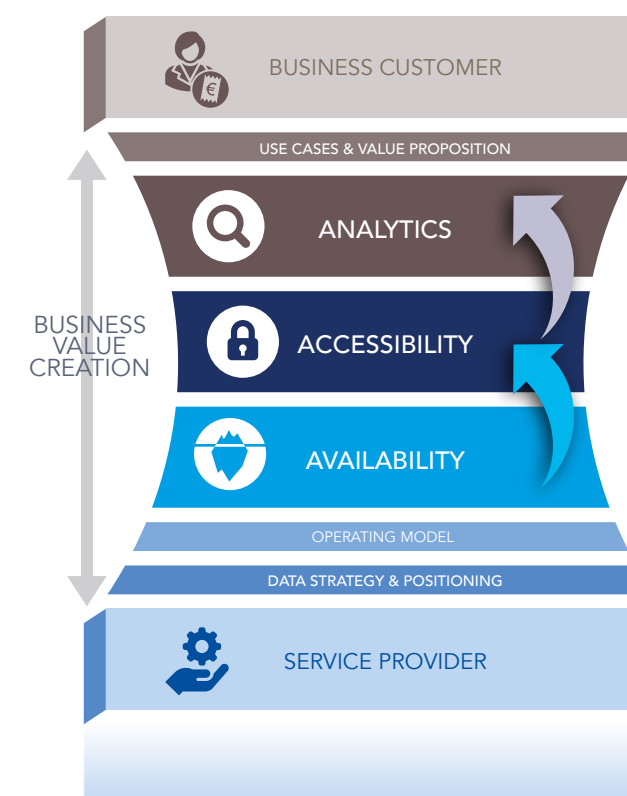 BUSINESS CUSTOMER
USE CASES & VALUE PROPOSITION
ANALYTICS
BUSINESS
VALUE
CREATION
ACCESSIBILITY
AVAILABILITY
OPERATING MODEL
DATA STRATEGY & POSITIONING
SERVICE PROVIDER
€